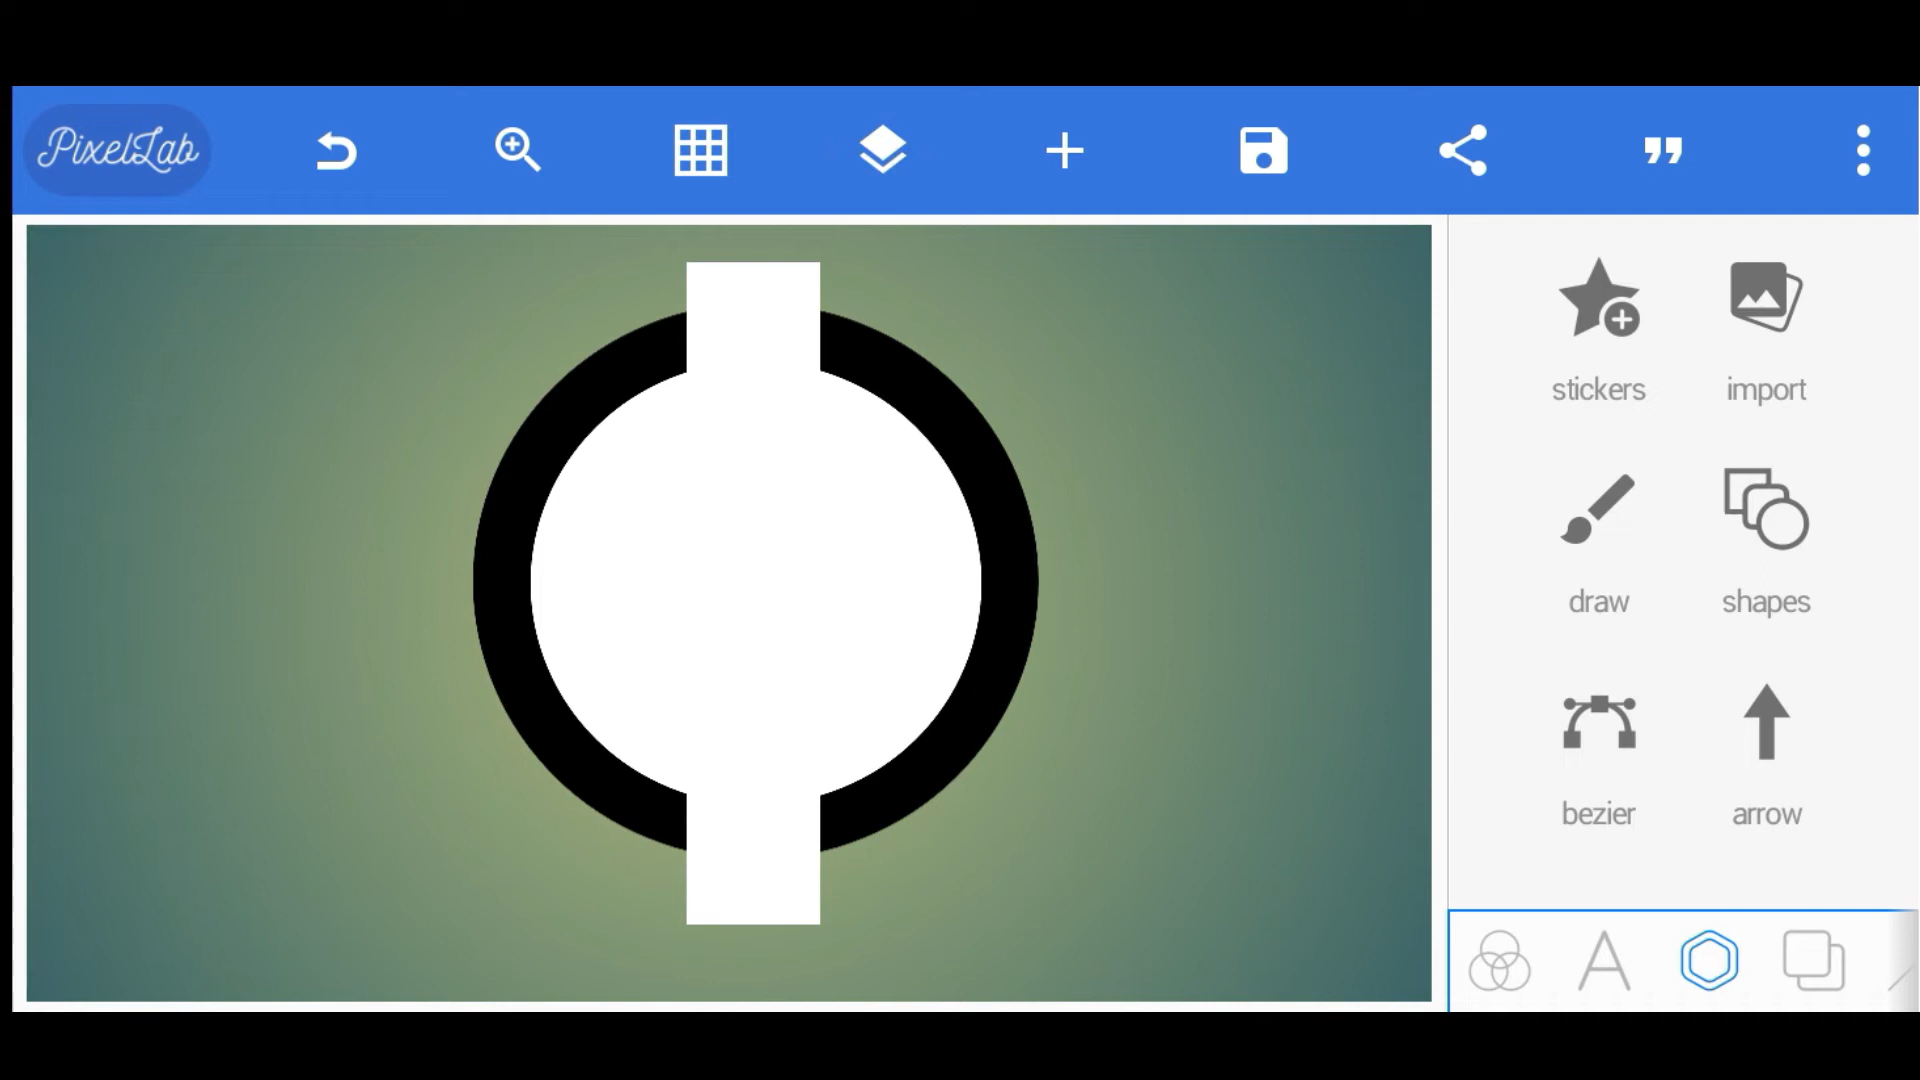 PixelLab
stickers
import
draw
shapes
bezier
arrow